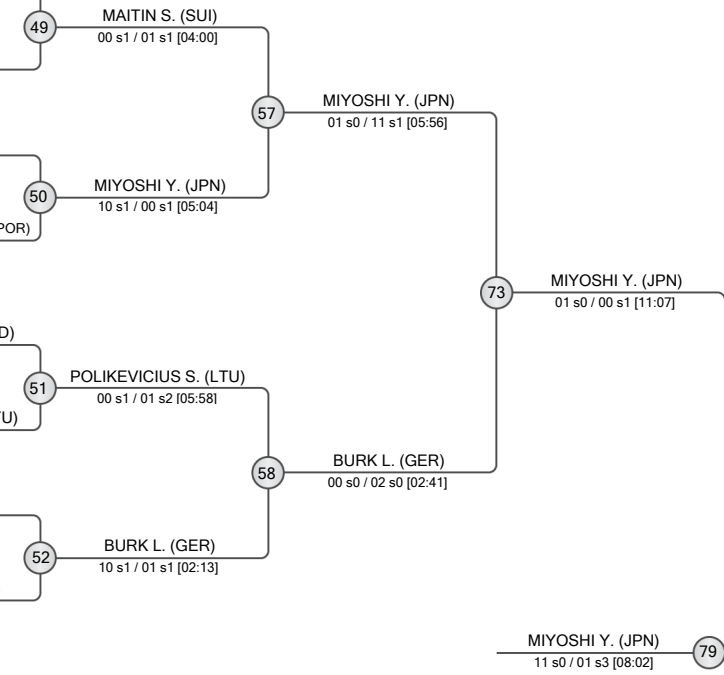 49
MAITIN S. (SUI)
00 s1 / 01 s1 [04:00]
57
MIYOSHI Y. (JPN)
01 s0 / 11 s1 [05:56]
50
MIYOSHI Y. (JPN)
10 s1 / 00 s1 [05:04]
POR)
73
MIYOSHI Y. (JPN)
01 s0 / 00 s1 [11:07]
D)
51
POLIKEVICIUS S. (LTU)
00 s1 / 01 s2 [05:58]
U)
58
BURK L. (GER)
00 s0 / 02 s0 [02:41]
52
BURK L. (GER)
10 s1 / 01 s1 [02:13]
MIYOSHI Y. (JPN)
11 s0 / 01 s3 [08:02]
79